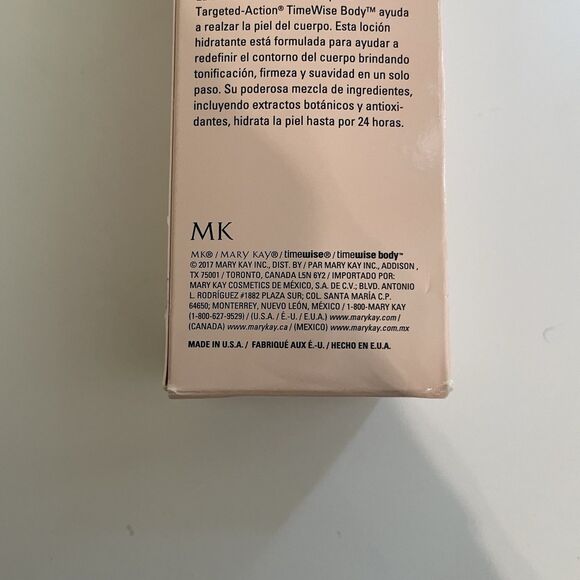 Targeted-Action® TimeWise Body™ ayuda
a realzar la piel del cuerpo. Esta loción
hidratante está formulada para ayudar a
redefinir el contorno del cuerpo brindando
tonificación, firmeza y suavidad en un solo
paso. Su poderosa mezcla de ingredientes,
incluyendo extractos botánicos y antioxi-
dantes, hidrata la piel hasta por 24 horas.
MK
MK® / MARY KAY® / timewise® / timewise body™
© 2017 MARY KAY INC., DIST. BY / PAR MARY KAY INC., ADDISON,
TX 75001 / TORONTO, CANADA L5N 6Y2 / IMPORTADO POR:
MARY KAY COSMETICS DE MÉXICO, S.A. DE C.V.; BLVD. ANTONIO
L. RODRÍGUEZ #1882 PLAZA SUR; COL. SANTA MARÍA C.P.
64650; MONTERREY, NUEVO LEÓN, MÉXICO / 1-800-MARY KAY
(1-800-627-9529) / (U.S.A. / É.-U. / E.U.A.) www.marykay.com /
(CANADA) www.marykay.ca / (MÉXICO) www.marykay.com.mx
MADE IN U.S.A. / FABRIQUÉ AUX É.-U. / HECHO EN E.U.A.